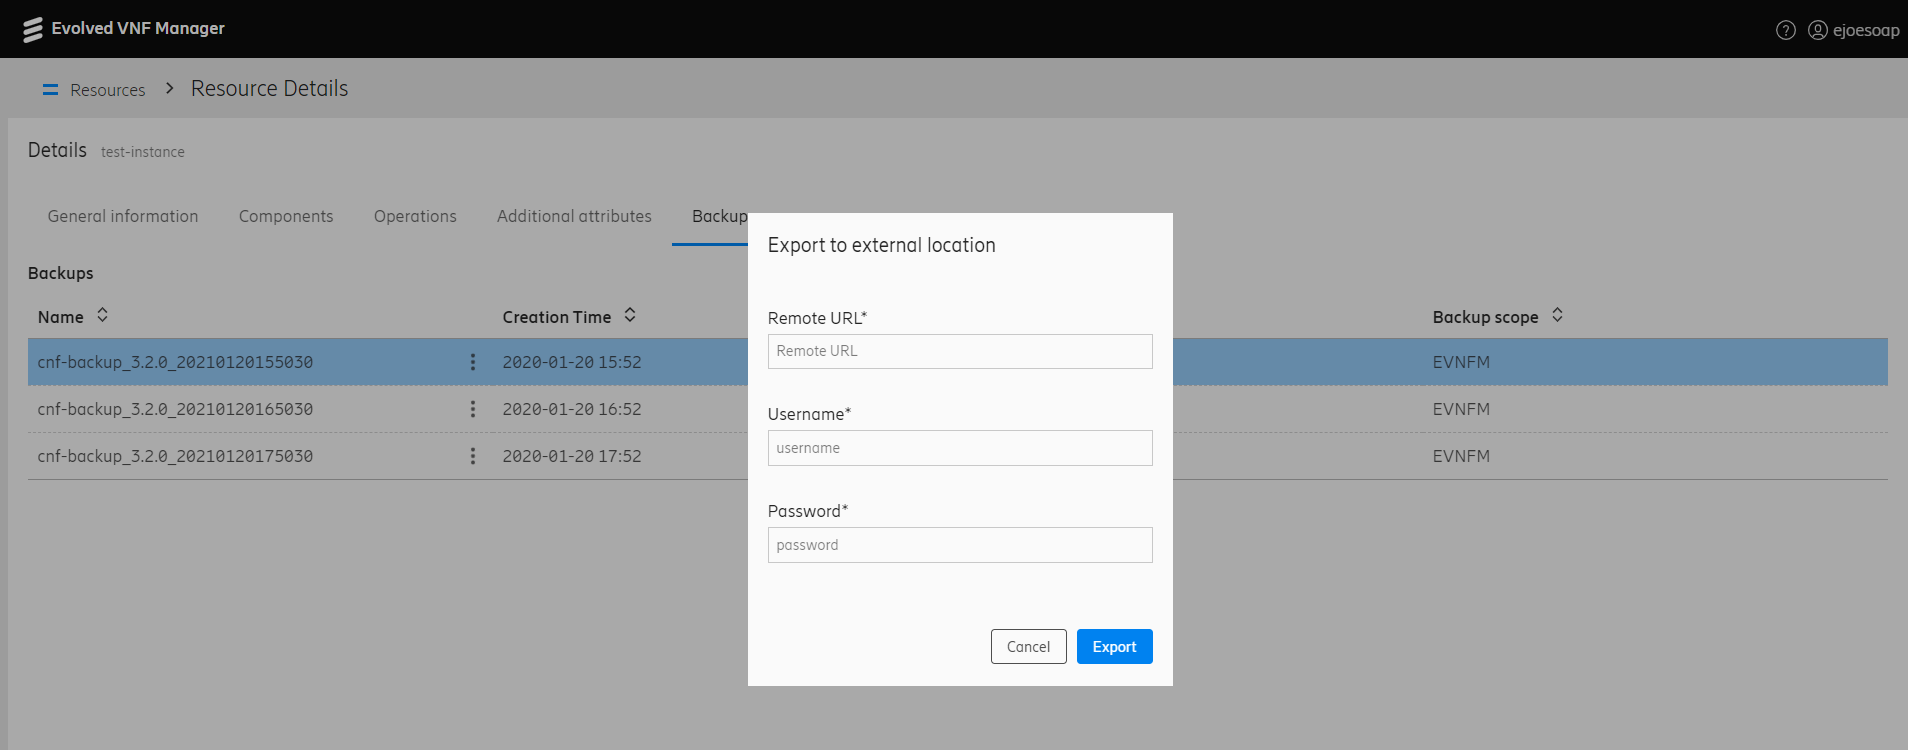 Evolved VNF Manager
ejoesoap
Resources > Resource Details
Details test-instance
General information Components Operations Additional attributes Backup
Backups
Name Creation Time Backup scope
cnf-backup_3.2.0_20210120155030 2020-01-20 15:52 EVNFM
cnf-backup_3.2.0_20210120165030 2020-01-20 16:52 EVNFM
cnf-backup_3.2.0_20210120175030 2020-01-20 17:52 EVNFM
Export to external location
Remote URL*
Remote URL
Username*
username
Password*
password
Cancel Export